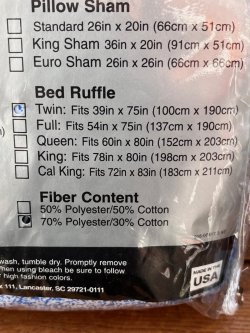 Pillow Sham
Standard 26in x 20in (66cm x 51cm)
King Sham 36in x 20in (91cm x 51cm)
Euro Sham 26in x 26in (66cm x 66cm)
Bed Ruffle
Twin: Fits 39in x 75in (100cm x 190cm)
Full: Fits 54in x 75in (137cm x 190cm)
Queen: Fits 60in x 80in (152cm x 203cm)
King: Fits 78in x 80in (198cm x 203cm)
Cal King: Fits 72in x 83in (183cm x 211cm)
Fiber Content
50% Polyester/50% Cotton
70% Polyester/30% Cotton
wash, tumble dry. Promptly remove
hen using bleach be sure to follow
high fashion colors.
x 111, Lancaster, SC 29721-0111
MADE IN THE
USA